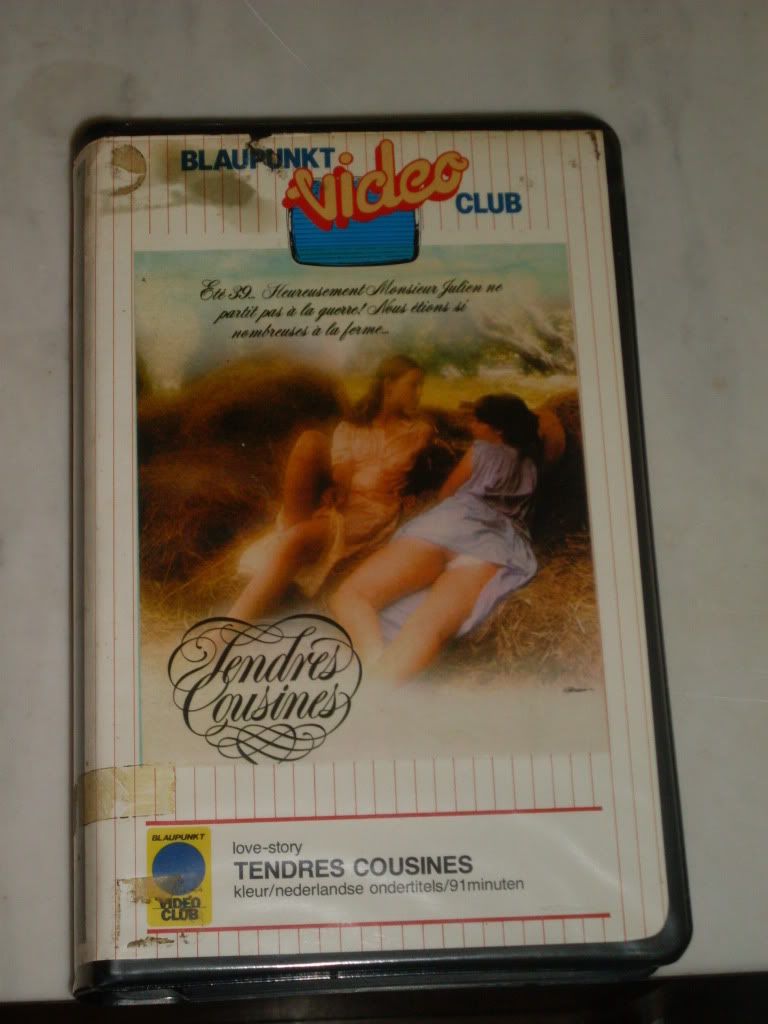 BLAUPUNKT
video
CLUB
Eté 39... Heureusement Monsieur Julien ne
partit pas à la guerre! Nous étions si
nombreuses à la ferme...
Tendres
Cousines
BLAUPUNKT
VIDEO
CLUB
love-story
TENDRES COUSINES
kleur/nederlandse ondertitels/91minuten